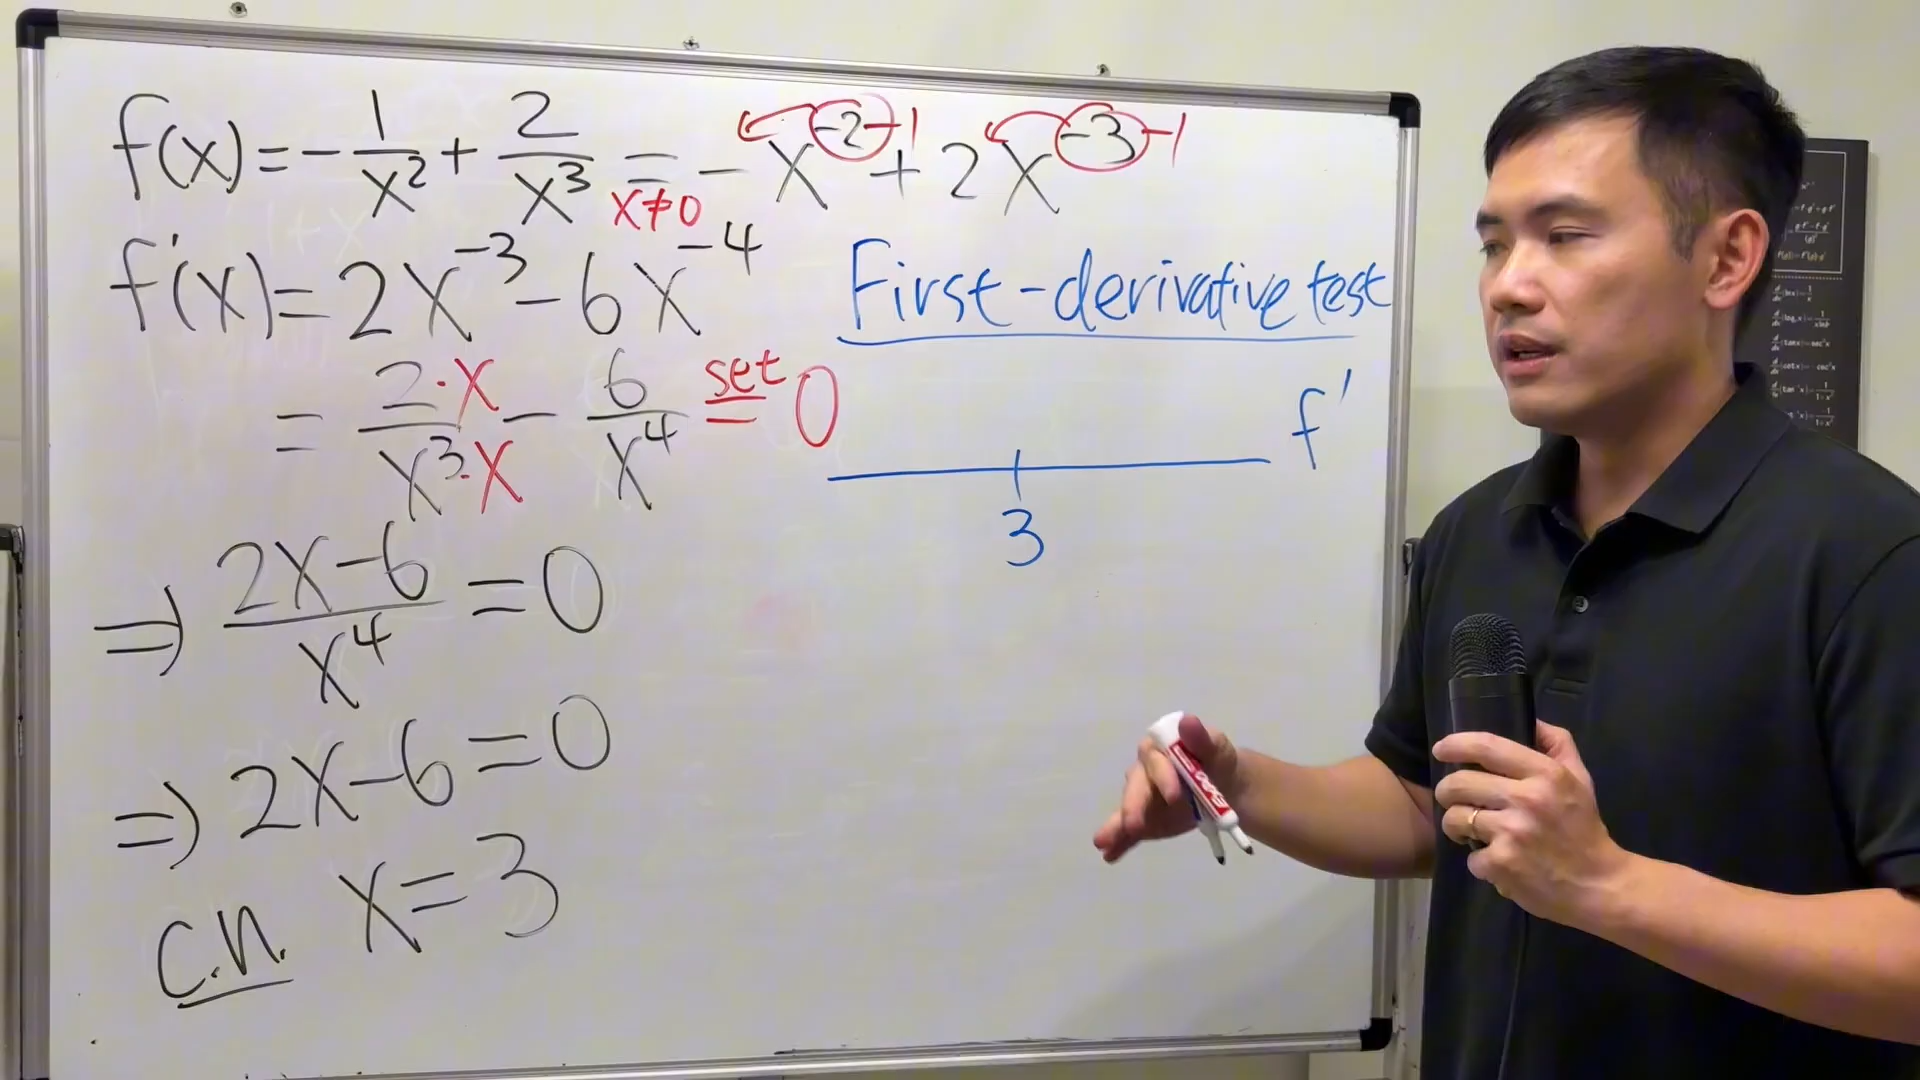 f(x) = -1/x² + 2/x³ = -x^(-2-1) + 2x^(-3-1)
x≠0
f'(x) = 2x⁻³ - 6x⁻⁴
First-derivative test
= 2·x/x³·x - 6/x⁴ set= 0
f'
3
⇒ 2x-6/x⁴ = 0
⇒ 2x-6 = 0
c.n. x = 3
EXPO